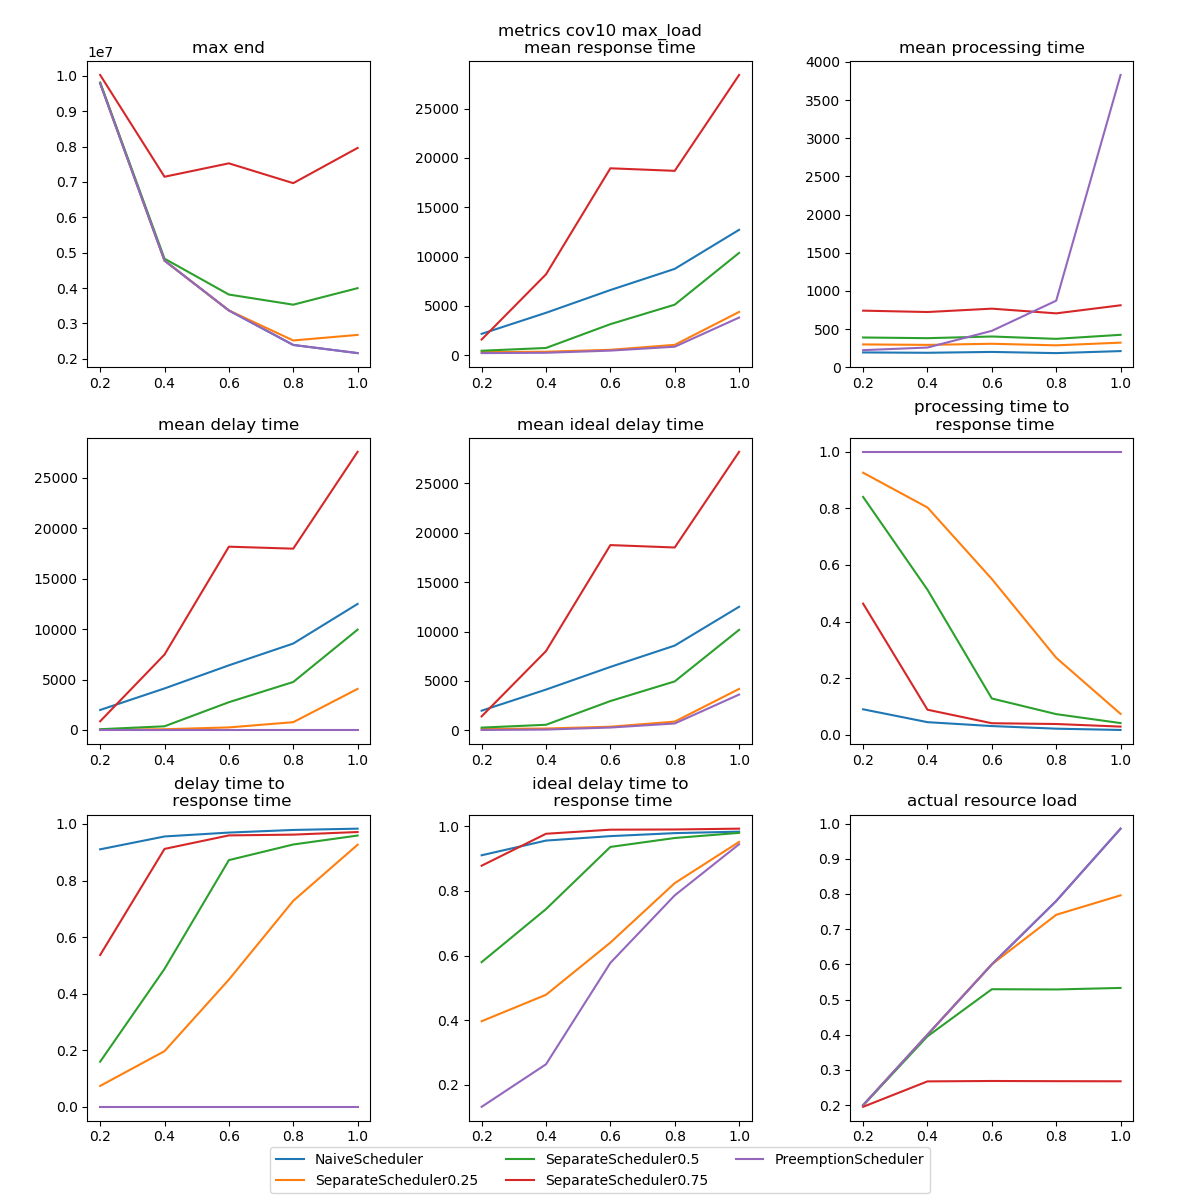 metrics cov10 max_load
max end
mean response time
mean processing time
1e7
1.0
0.9
0.8
0.7
0.6
0.5
0.4
0.3
0.2
0.2 0.4 0.6 0.8 1.0
25000
20000
15000
10000
5000
0
0.2 0.4 0.6 0.8 1.0
4000
3500
3000
2500
2000
1500
1000
500
0
0.2 0.4 0.6 0.8 1.0
mean delay time
25000
20000
15000
10000
5000
0
0.2 0.4 0.6 0.8 1.0
mean ideal delay time
25000
20000
15000
10000
5000
0
0.2 0.4 0.6 0.8 1.0
processing time to
response time
1.0
0.8
0.6
0.4
0.2
0.0
0.2 0.4 0.6 0.8 1.0
delay time to
response time
1.0
0.8
0.6
0.4
0.2
0.0
0.2 0.4 0.6 0.8 1.0
ideal delay time to
response time
1.0
0.8
0.6
0.4
0.2
0.2 0.4 0.6 0.8 1.0
actual resource load
1.0
0.9
0.8
0.7
0.6
0.5
0.4
0.3
0.2
0.2 0.4 0.6 0.8 1.0
NaiveScheduler
SeparateScheduler0.25
SeparateScheduler0.5
SeparateScheduler0.75
PreemptionScheduler